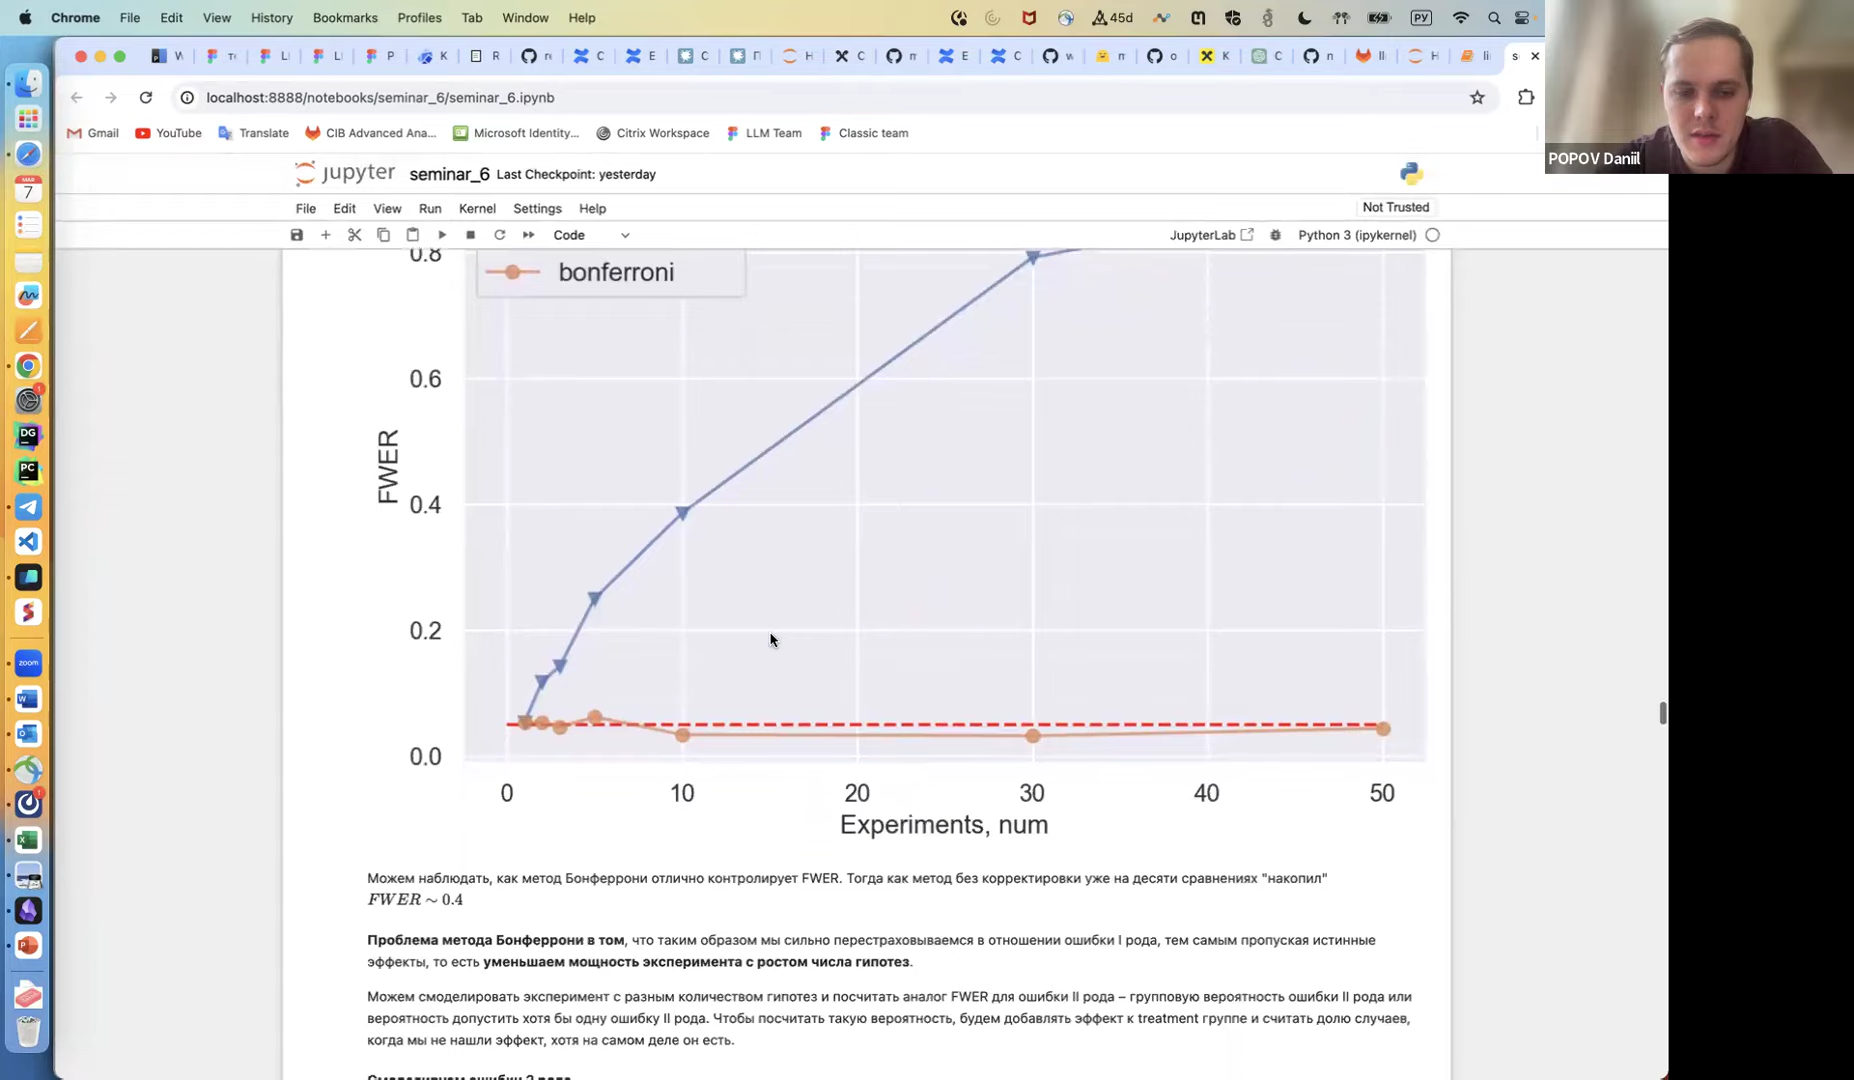 Chrome File Edit View History Bookmarks Profiles Tab Window Help 45d РУ
localhost:8888/notebooks/seminar_6/seminar_6.ipynb
Gmail YouTube Translate CIB Advanced Ana... Microsoft Identity... Citrix Workspace LLM Team Classic team
POPOV Daniil
jupyter seminar_6 Last Checkpoint: yesterday
File Edit View Run Kernel Settings Help Not Trusted
Code JupyterLab Python 3 (ipykernel)
0.8
bonferroni
0.6
FWER
0.4
0.2
0.0
0 10 20 30 40 50
Experiments, num
Можем наблюдать, как метод Бонферрони отлично контролирует FWER. Тогда как метод без корректировки уже на десяти сравнениях "накопил"
FWER ~ 0.4
Проблема метода Бонферрони в том, что таким образом мы сильно перестраховываемся в отношении ошибки I рода, тем самым пропуская истинные
эффекты, то есть уменьшаем мощность эксперимента с ростом числа гипотез.
Можем смоделировать эксперимент с разным количеством гипотез и посчитать аналог FWER для ошибки II рода – групповую вероятность ошибки II рода или
вероятность допустить хотя бы одну ошибку II рода. Чтобы посчитать такую вероятность, будем добавлять эффект к treatment группе и считать долю случаев,
когда мы не нашли эффект, хотя на самом деле он есть.